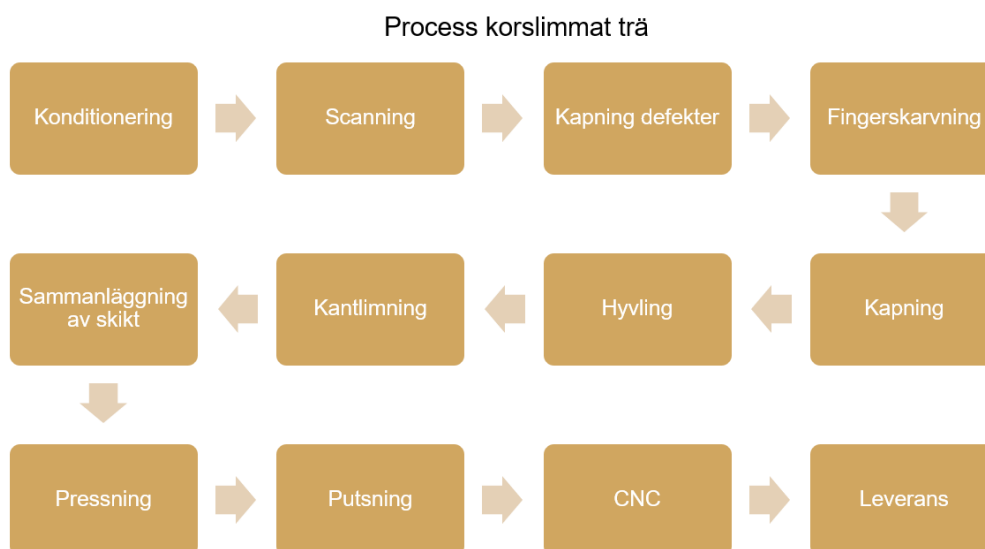 Process korslimmat trä
Konditionering
Scanning
Kapning defekter
Fingerskarvning
Kapning
Hyvling
Kantlimning
Sammanläggning
av skikt
Pressning
Putsning
CNC
Leverans